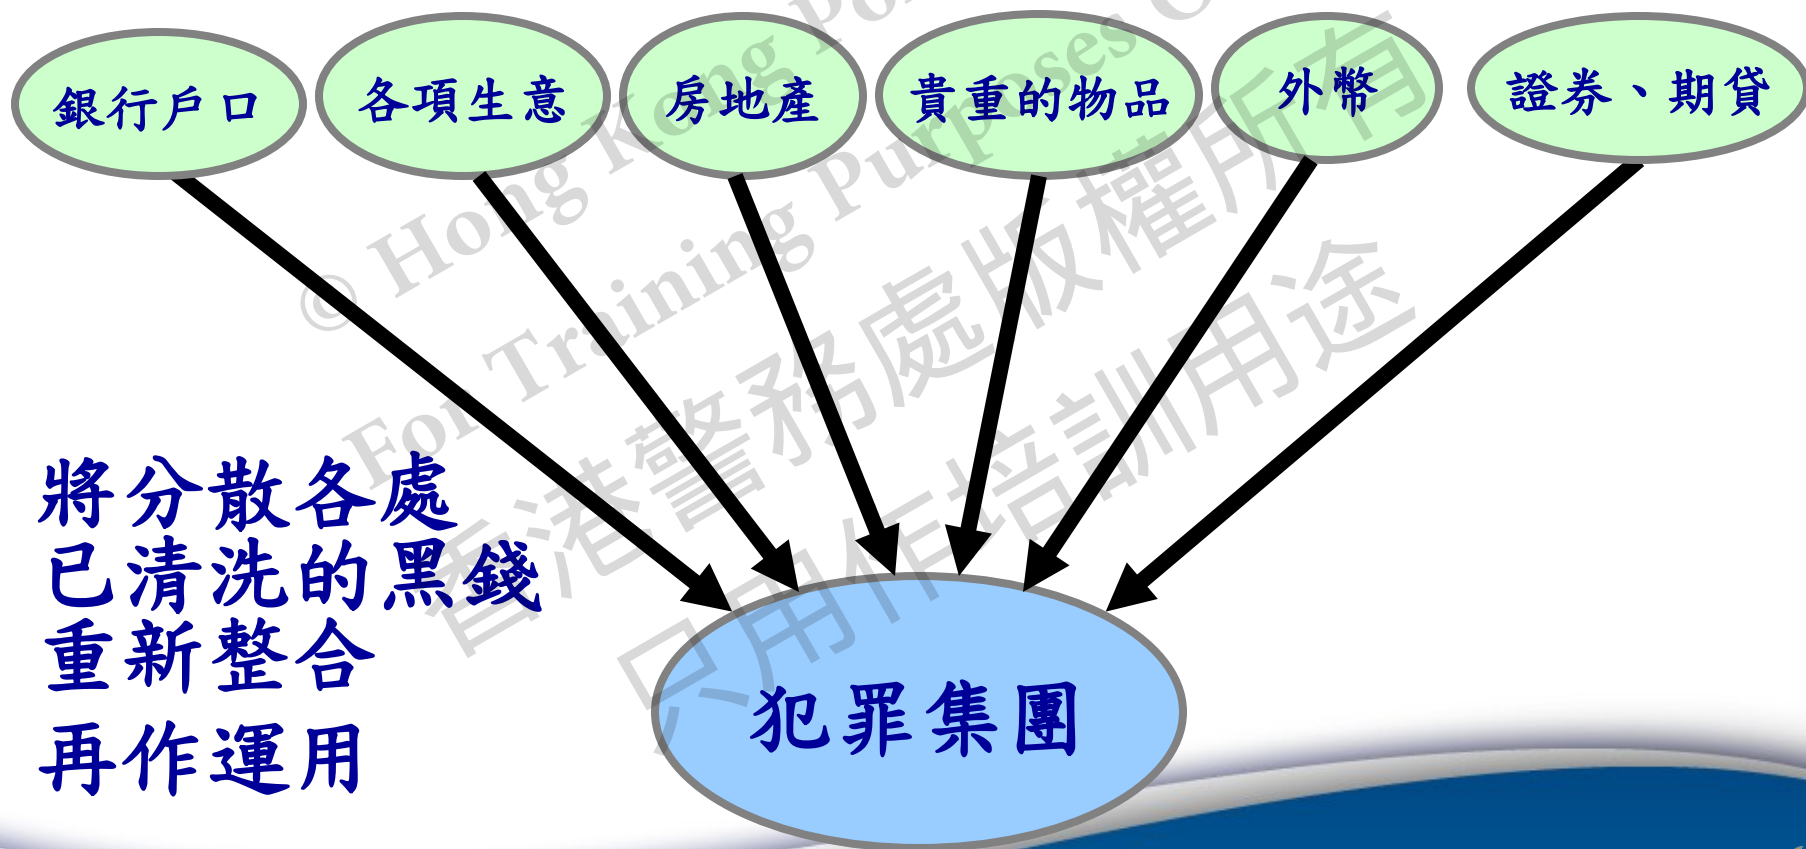 銀行戶口
各項生意
房地產
貴重的物品
外幣
證券、期貸
將分散各處
已清洗的黑錢
重新整合
再作運用
犯罪集團
© Hong Kong Po
For Training Purposes O
香港警務處版權所有
只用作培訓用途